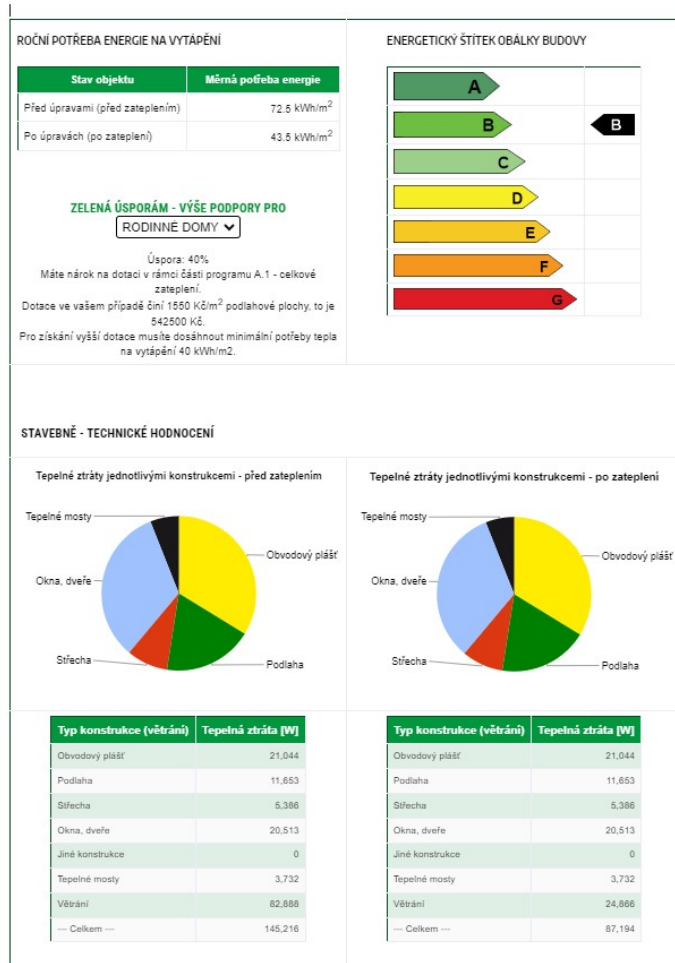 ROČNÍ POTŘEBA ENERGIE NA VYTÁPĚNÍ
Stav objektu Měrná potřeba energie
Před úpravami (před zateplením) 72.5 kWh/m²
Po úpravách (po zateplení) 43.5 kWh/m²
ZELENÁ ÚSPORÁM - VÝŠE PODPORY PRO
RODINNÉ DOMY
Úspora: 40%
Máte nárok na dotaci v rámci části programu A.1 - celkové
zateplení.
Dotace ve vašem případě činí 1550 Kč/m² podlahové plochy, to je
542500 Kč.
Pro získání vyšší dotace musíte dosáhnout minimální potřeby tepla
na vytápění 40 kWh/m2.
ENERGETICKÝ ŠTÍTEK OBÁLKY BUDOVY
A
B B
C
D
E
F
G
STAVEBNĚ - TECHNICKÉ HODNOCENÍ
Tepelné ztráty jednotlivými konstrukcemi - před zateplením
Tepelné mosty
Obvodový plášť
Okna, dveře
Střecha
Podlaha
Typ konstrukce (větrání) Tepelná ztráta [W]
Obvodový plášť 21,044
Podlaha 11,653
Střecha 5,386
Okna, dveře 20,513
Jiné konstrukce 0
Tepelné mosty 3,732
Větrání 82,888
--- Celkem --- 145,216
Tepelné ztráty jednotlivými konstrukcemi - po zateplení
Tepelné mosty
Obvodový plášť
Okna, dveře
Střecha
Podlaha
Typ konstrukce (větrání) Tepelná ztráta [W]
Obvodový plášť 21,044
Podlaha 11,653
Střecha 5,386
Okna, dveře 20,513
Jiné konstrukce 0
Tepelné mosty 3,732
Větrání 24,866
--- Celkem --- 87,194